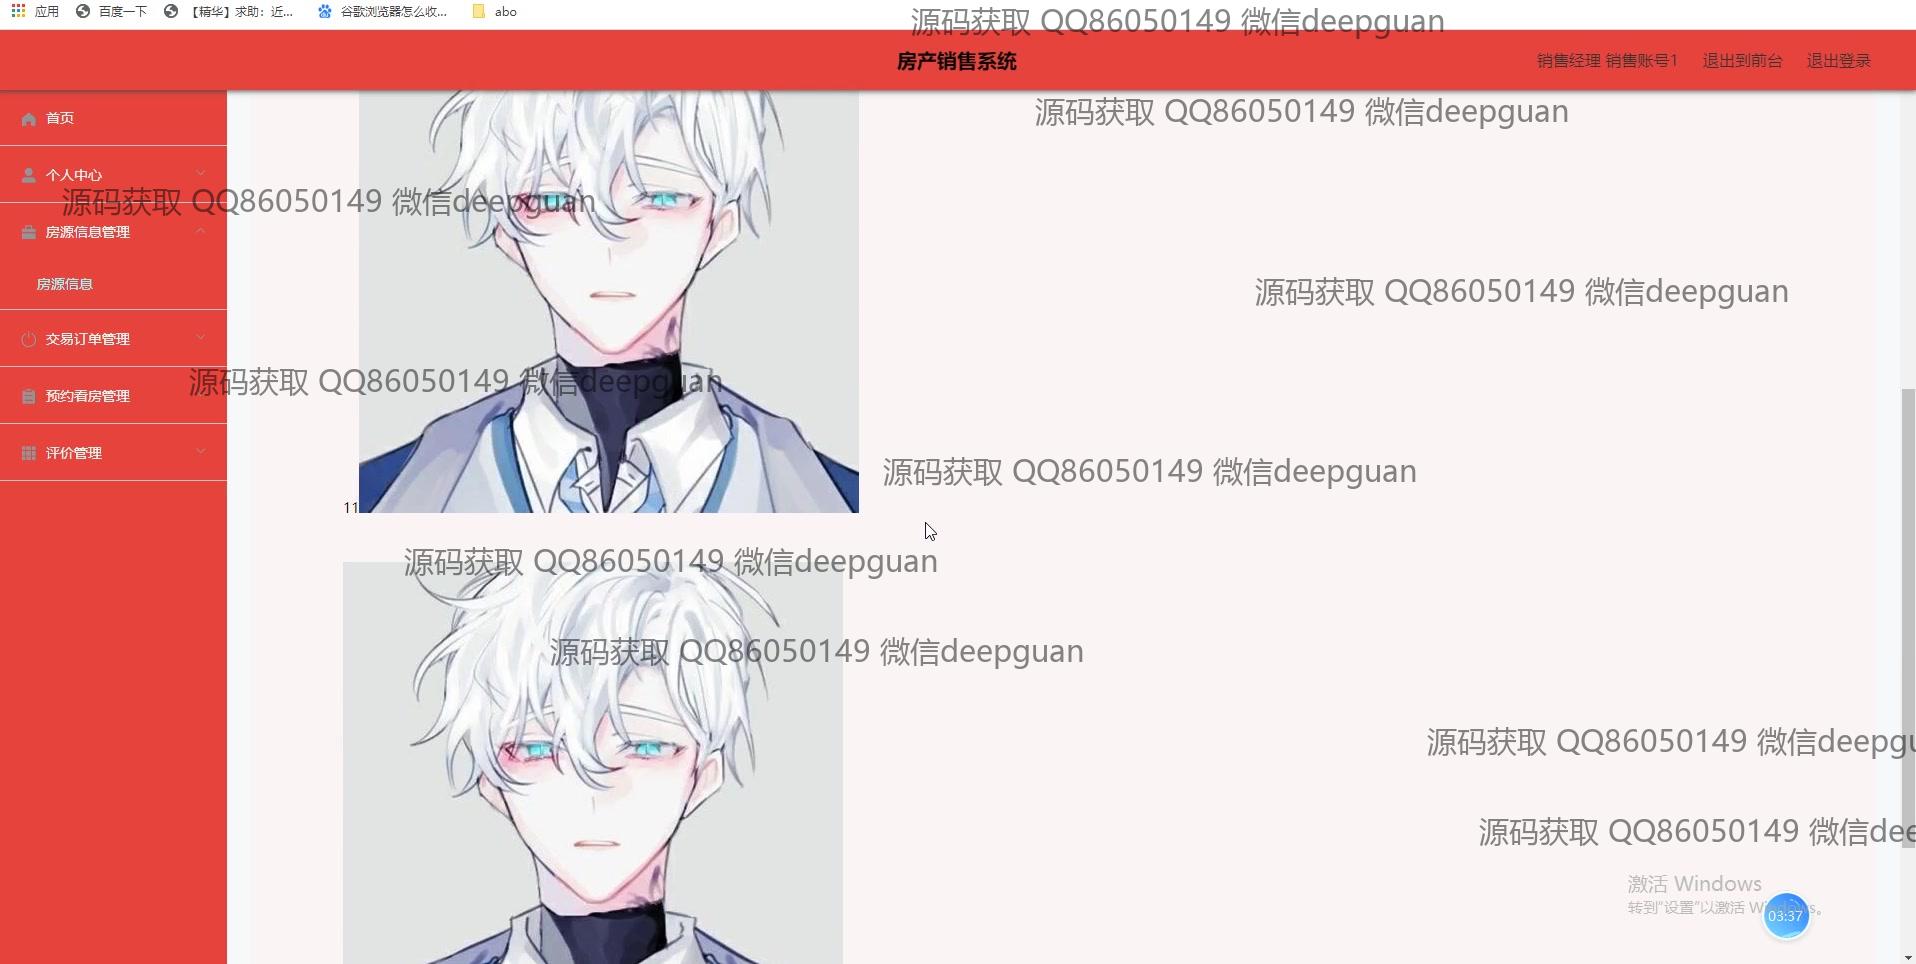 应用 百度一下 【精华】求助：近... 谷歌浏览器怎么收... abo
源码获取 QQ86050149 微信deepguan
房产销售系统
销售经理 销售账号1 退出到前台 退出登录
源码获取 QQ86050149 微信deepguan
首页
个人中心
源码获取 QQ86050149 微信deepguan
房源信息管理
房源信息
源码获取 QQ86050149 微信deepguan
交易订单管理
源码获取 QQ86050149 微信deepguan
预约看房管理
评价管理
源码获取 QQ86050149 微信deepguan
11
源码获取 QQ86050149 微信deepguan
源码获取 QQ86050149 微信deepguan
源码获取 QQ86050149 微信deepgu
源码获取 QQ86050149 微信dee
激活 Windows
转到"设置"以激活 Windows。
03:37